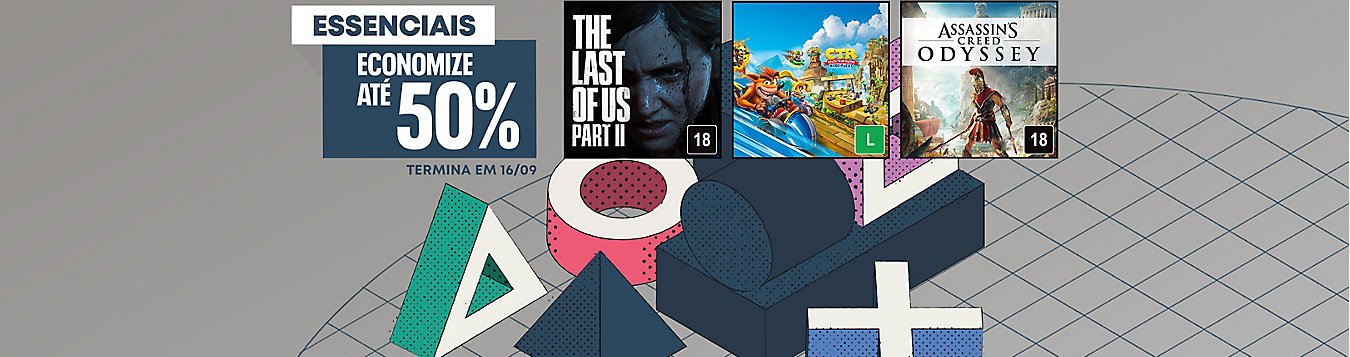 ESSENCIAIS
ECONOMIZE
ATÉ 50%
TERMINA EM 16/09
THE
LAST
OF US
PART II
18
CTR
L
ASSASSIN'S
CREED
ODYSSEY
18